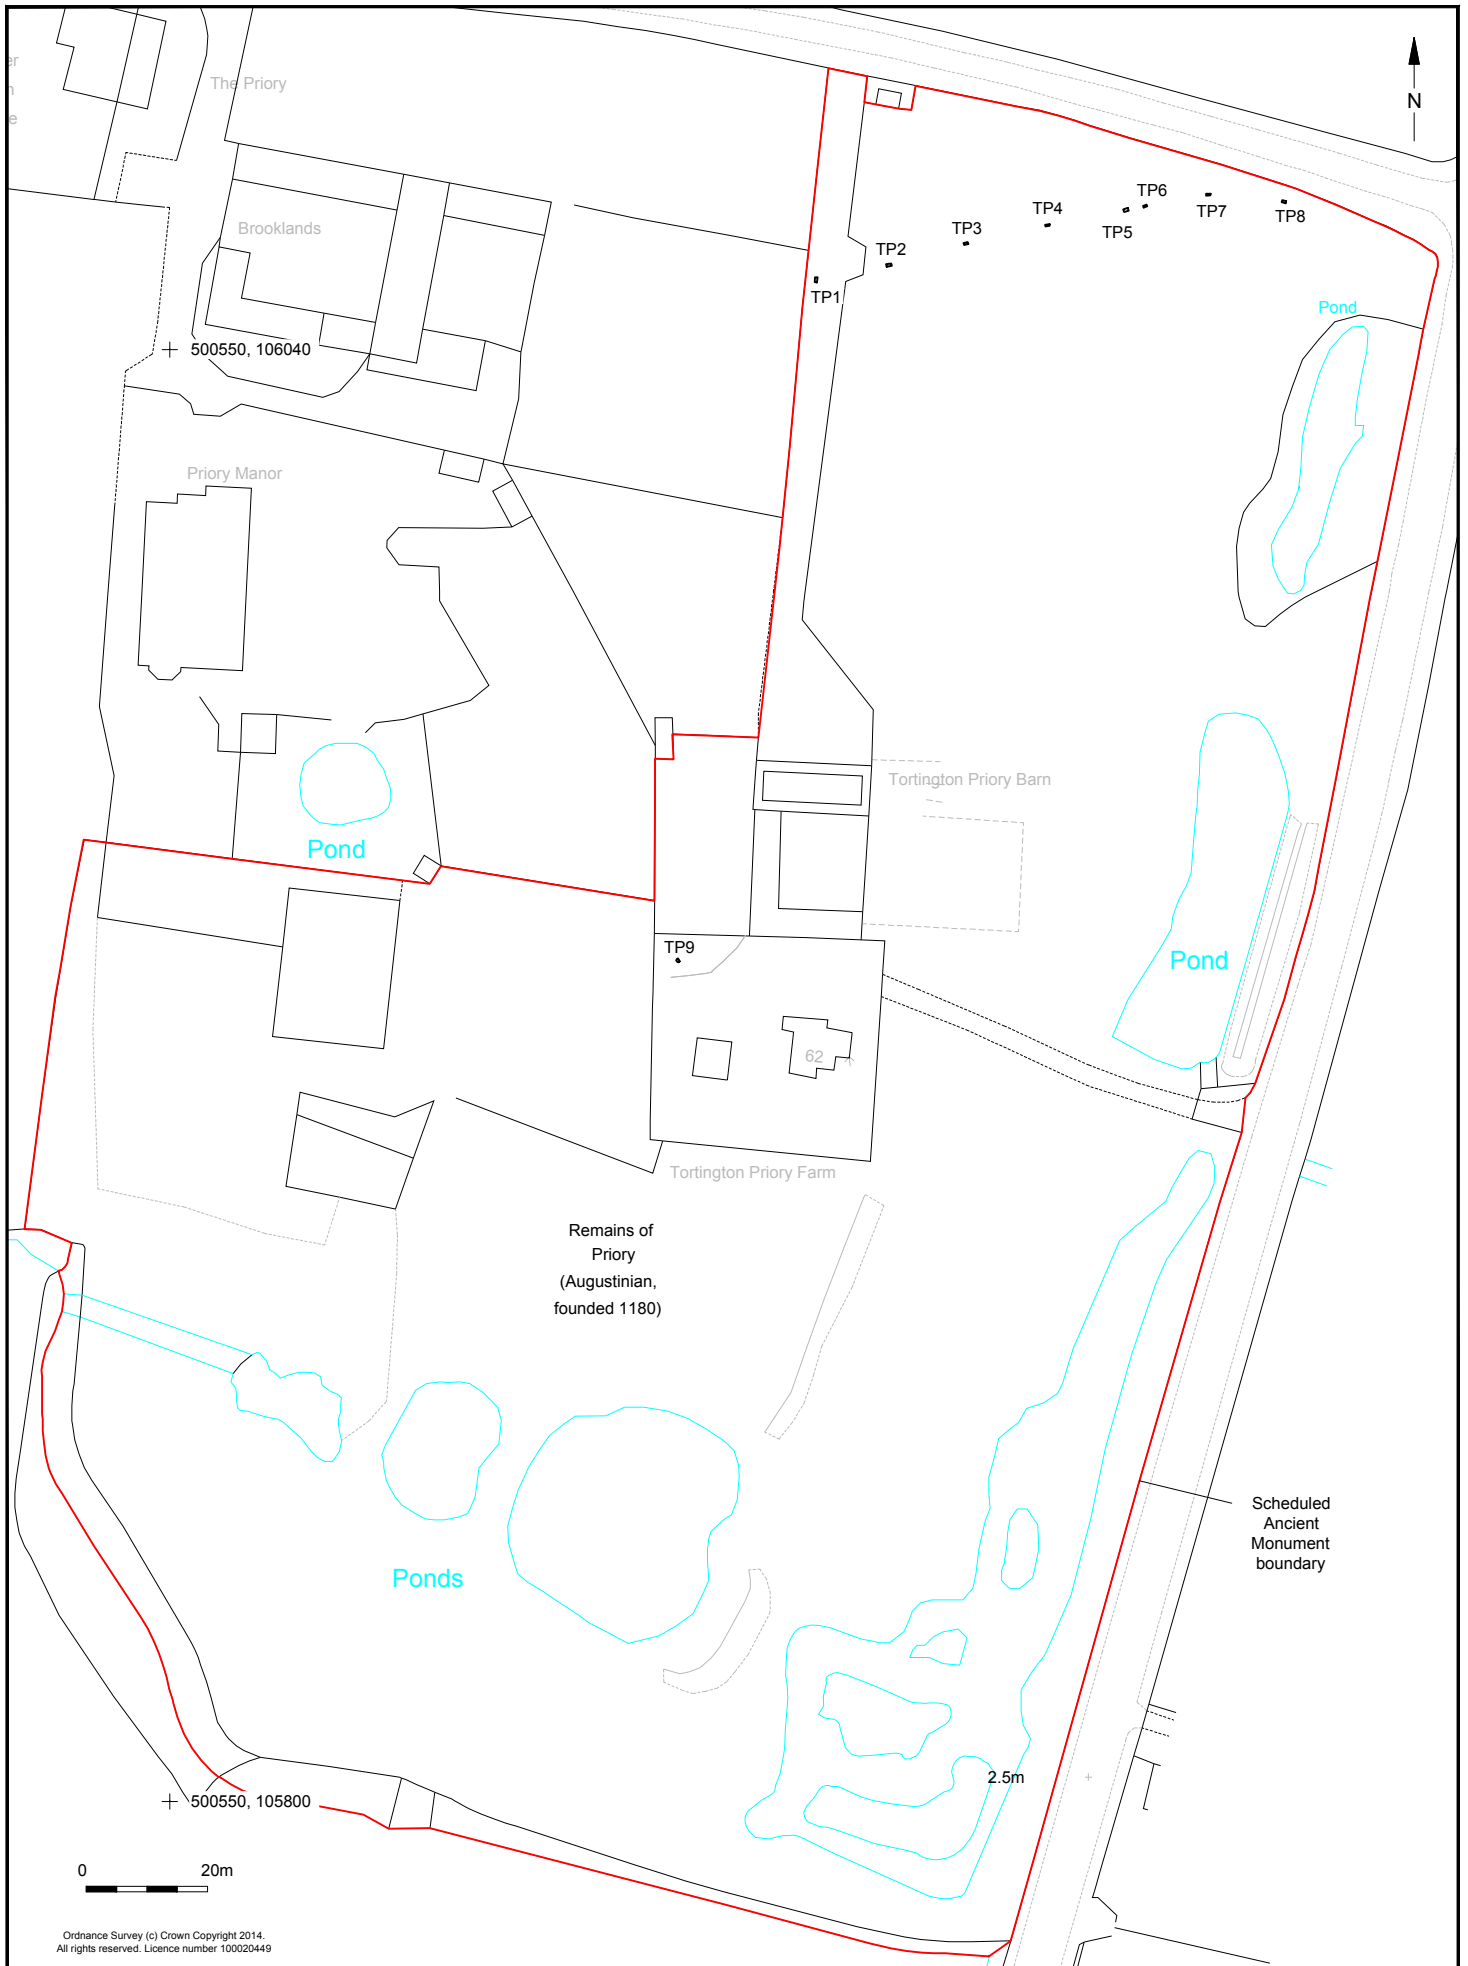 er
n
e
The Priory
N
TP6
TP4
TP7
TP8
TP5
TP3
TP2
TP1
Brooklands
Pond
500550, 106040
Priory Manor
Tortington Priory Barn
Pond
TP9
Pond
62
Tortington Priory Farm
Remains of
Priory
(Augustinian,
founded 1180)
Scheduled
Ancient
Monument
boundary
Ponds
2.5m
500550, 105800
0 20m
Ordnance Survey (c) Crown Copyright 2014.
All rights reserved. Licence number 100020449